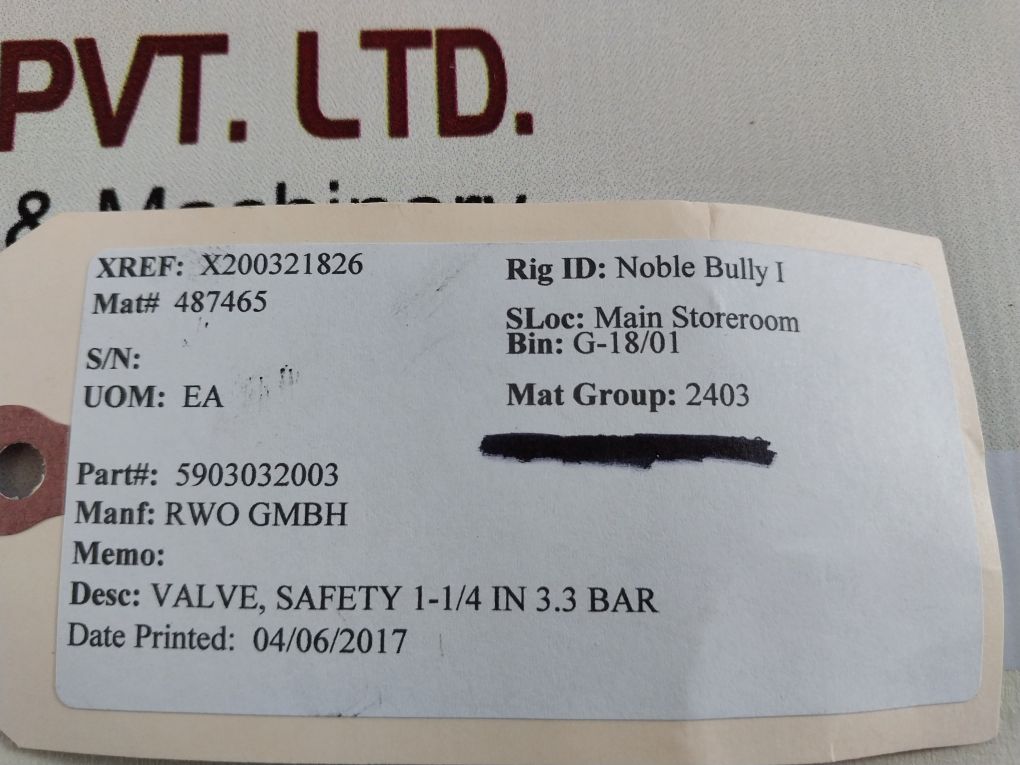 PVT. LTD.
& Machinery
XREF: X200321826
Mat# 487465
S/N:
UOM: EA
Rig ID: Noble Bully I
SLoc: Main Storeroom
Bin: G-18/01
Mat Group: 2403
Part#: 5903032003
Manf: RWO GMBH
Memo:
Desc: VALVE, SAFETY 1-1/4 IN 3.3 BAR
Date Printed: 04/06/2017